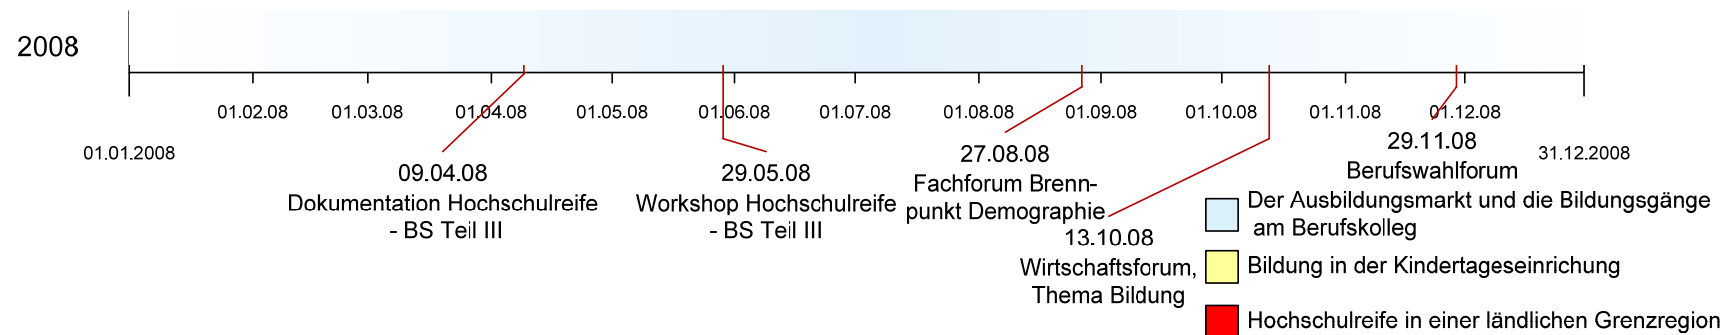 2008
01.02.08 01.03.08 01.04.08 01.05.08 01.06.08 01.07.08 01.08.08 01.09.08 01.10.08 01.11.08 01.12.08
01.01.2008
31.12.2008
09.04.08
Dokumentation Hochschulreife
- BS Teil III
29.05.08
Workshop Hochschulreife
- BS Teil III
27.08.08
Fachforum Brenn-
punkt Demographie
13.10.08
Wirtschaftsforum,
Thema Bildung
29.11.08
Berufswahlforum
Der Ausbildungsmarkt und die Bildungsgänge
am Berufskolleg
Bildung in der Kindertageseinrichung
Hochschulreife in einer ländlichen Grenzregion